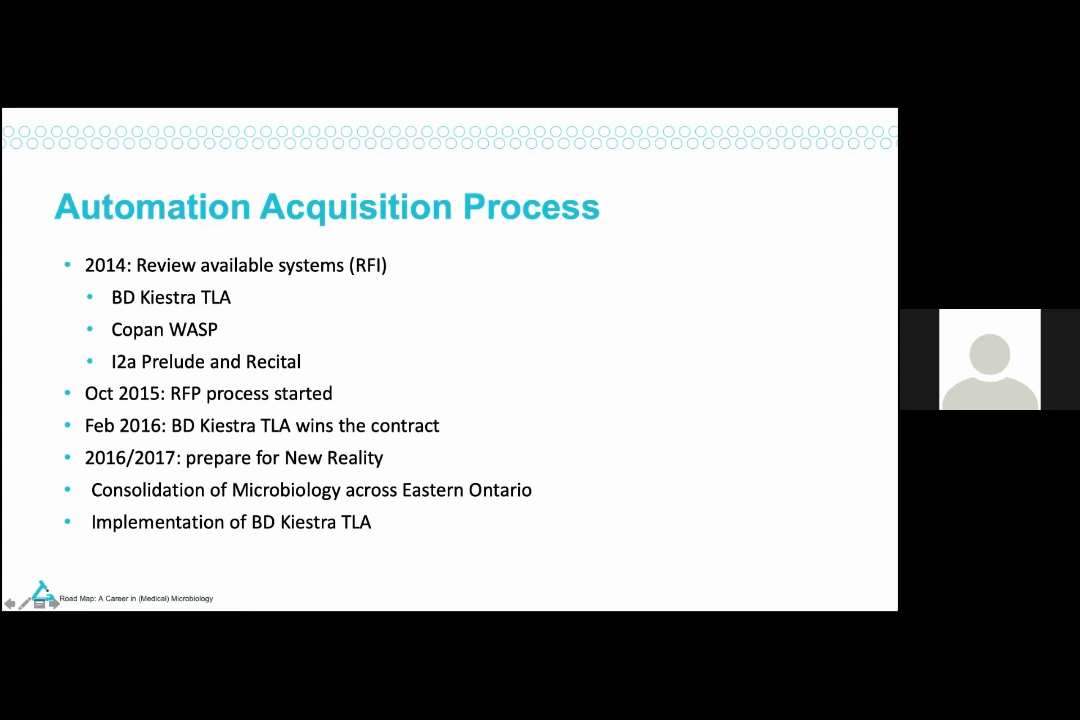 Automation Acquisition Process
• 2014: Review available systems (RFI)
• BD Kiestra TLA
• Copan WASP
• I2a Prelude and Recital
• Oct 2015: RFP process started
• Feb 2016: BD Kiestra TLA wins the contract
• 2016/2017: prepare for New Reality
• Consolidation of Microbiology across Eastern Ontario
• Implementation of BD Kiestra TLA
Road Map: A Career in (Medical) Microbiology